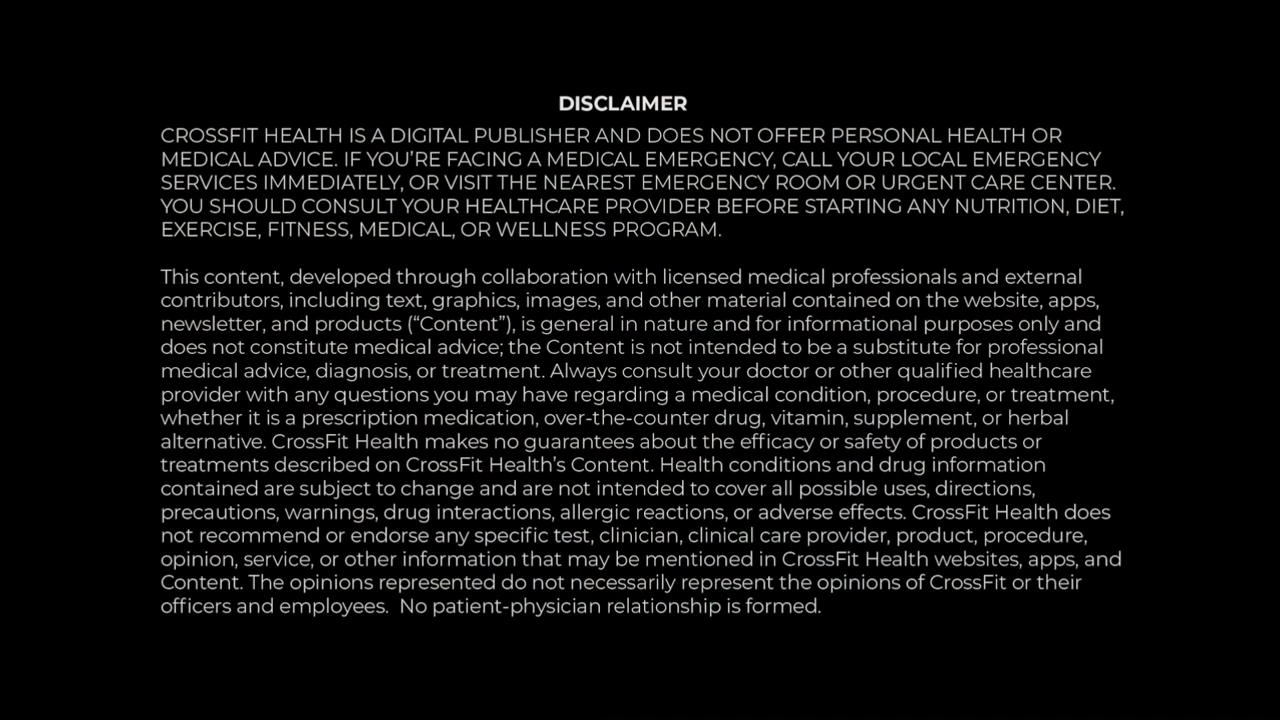 DISCLAIMER
CROSSFIT HEALTH IS A DIGITAL PUBLISHER AND DOES NOT OFFER PERSONAL HEALTH OR
MEDICAL ADVICE. IF YOU’RE FACING A MEDICAL EMERGENCY, CALL YOUR LOCAL EMERGENCY
SERVICES IMMEDIATELY, OR VISIT THE NEAREST EMERGENCY ROOM OR URGENT CARE CENTER.
YOU SHOULD CONSULT YOUR HEALTHCARE PROVIDER BEFORE STARTING ANY NUTRITION, DIET,
EXERCISE, FITNESS, MEDICAL, OR WELLNESS PROGRAM.
This content, developed through collaboration with licensed medical professionals and external
contributors, including text, graphics, images, and other material contained on the website, apps,
newsletter, and products (“Content”), is general in nature and for informational purposes only and
does not constitute medical advice; the Content is not intended to be a substitute for professional
medical advice, diagnosis, or treatment. Always consult your doctor or other qualified healthcare
provider with any questions you may have regarding a medical condition, procedure, or treatment,
whether it is a prescription medication, over-the-counter drug, vitamin, supplement, or herbal
alternative. CrossFit Health makes no guarantees about the efficacy or safety of products or
treatments described on CrossFit Health’s Content. Health conditions and drug information
contained are subject to change and are not intended to cover all possible uses, directions,
precautions, warnings, drug interactions, allergic reactions, or adverse effects. CrossFit Health does
not recommend or endorse any specific test, clinician, clinical care provider, product, procedure,
opinion, service, or other information that may be mentioned in CrossFit Health websites, apps, and
Content. The opinions represented do not necessarily represent the opinions of CrossFit or their
officers and employees.  No patient-physician relationship is formed.